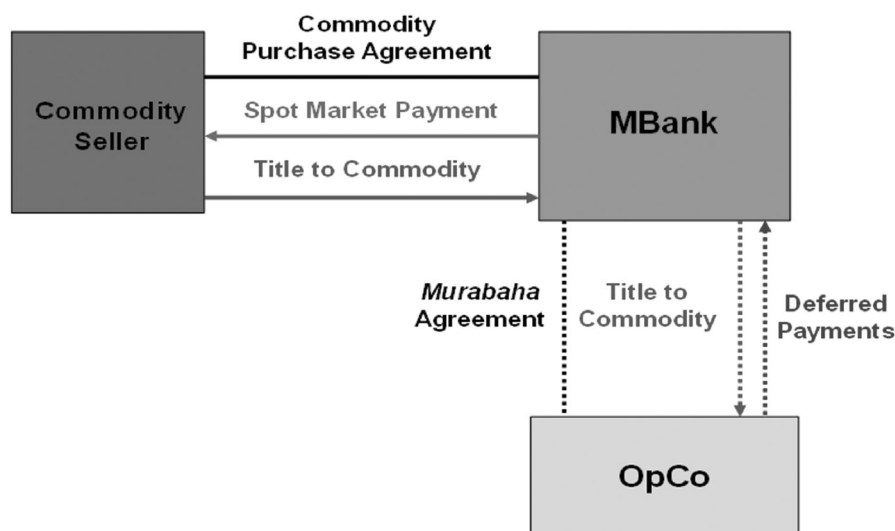 Commodity
Purchase Agreement
Commodity
Seller
Spot Market Payment
MBank
Title to Commodity
Murabaha
Agreement
Title to
Commodity
Deferred
Payments
OpCo